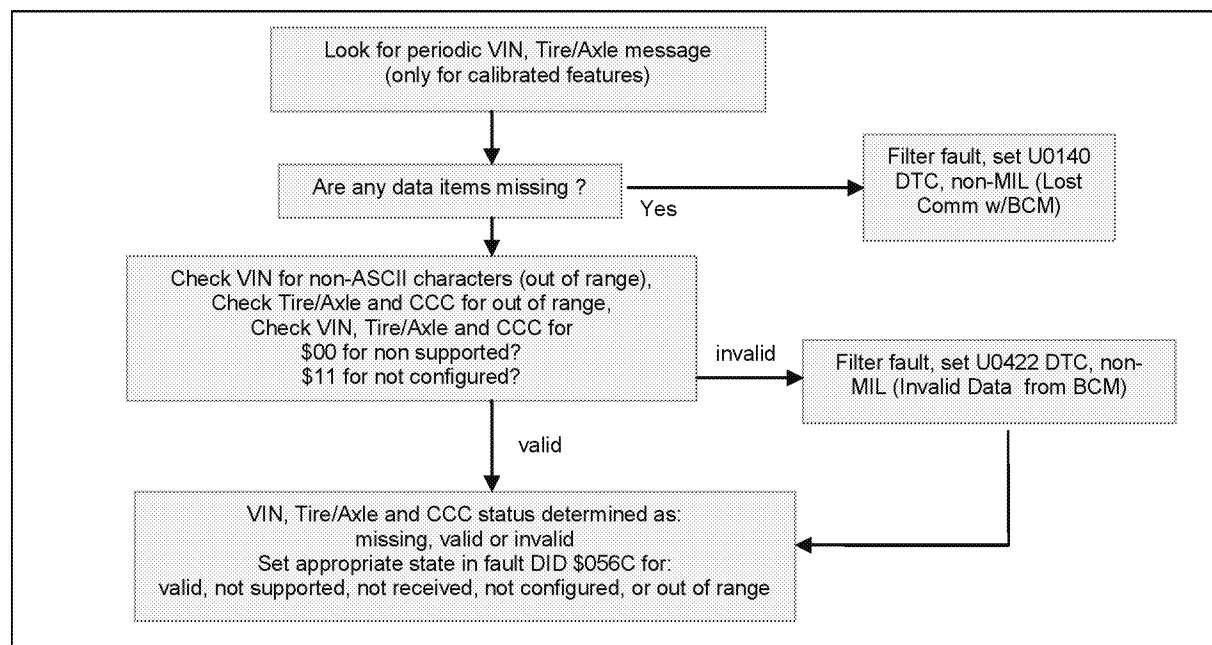 Look for periodic VIN, Tire/Axle message
(only for calibrated features)
Are any data items missing ?
Yes
Filter fault, set U0140
DTC, non-MIL (Lost
Comm w/BCM)
Check VIN for non-ASCII characters (out of range),
Check Tire/Axle and CCC for out of range,
Check VIN, Tire/Axle and CCC for
$00 for non supported?
$11 for not configured?
invalid
Filter fault, set U0422 DTC, non-
MIL (Invalid Data from BCM)
valid
VIN, Tire/Axle and CCC status determined as:
missing, valid or invalid
Set appropriate state in fault DID $056C for:
valid, not supported, not received, not configured, or out of range